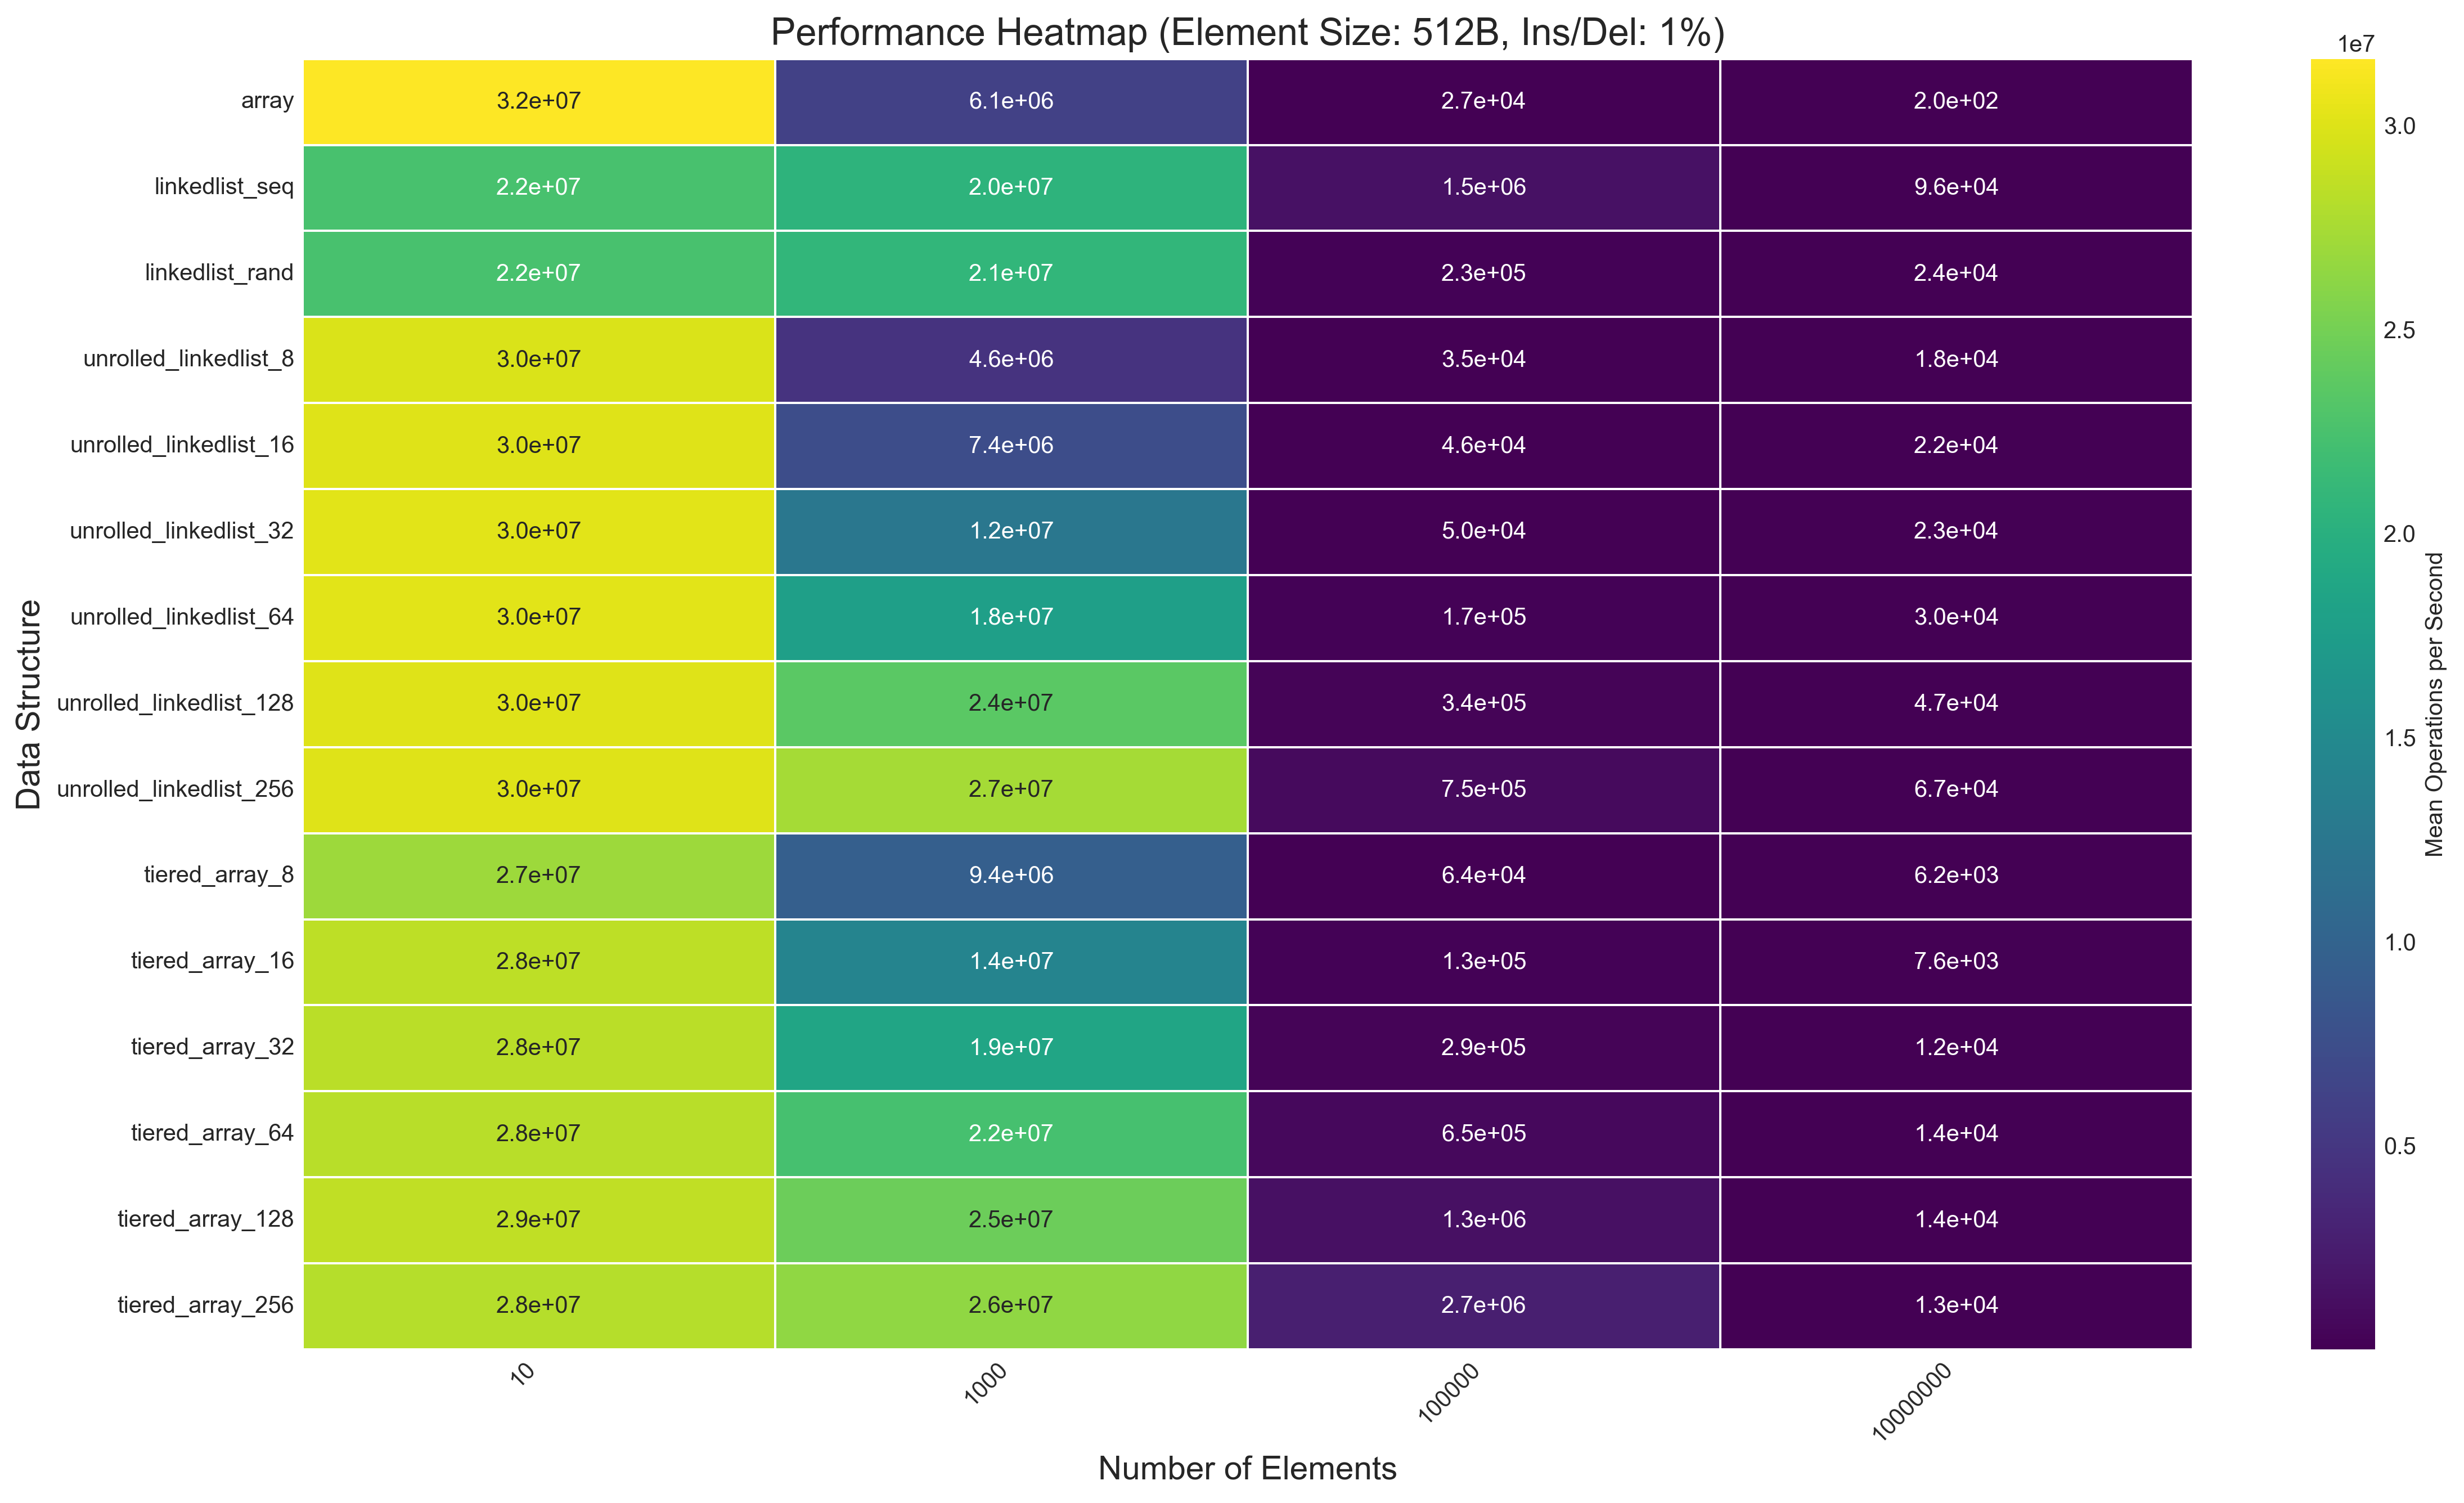 Performance Heatmap (Element Size: 512B, Ins/Del: 1%)
1e7
array 3.2e+07 6.1e+06 2.7e+04 2.0e+02
linkedlist_seq 2.2e+07 2.0e+07 1.5e+06 9.6e+04
linkedlist_rand 2.2e+07 2.1e+07 2.3e+05 2.4e+04
unrolled_linkedlist_8 3.0e+07 4.6e+06 3.5e+04 1.8e+04
unrolled_linkedlist_16 3.0e+07 7.4e+06 4.6e+04 2.2e+04
unrolled_linkedlist_32 3.0e+07 1.2e+07 5.0e+04 2.3e+04
unrolled_linkedlist_64 3.0e+07 1.8e+07 1.7e+05 3.0e+04
unrolled_linkedlist_128 3.0e+07 2.4e+07 3.4e+05 4.7e+04
unrolled_linkedlist_256 3.0e+07 2.7e+07 7.5e+05 6.7e+04
tiered_array_8 2.7e+07 9.4e+06 6.4e+04 6.2e+03
tiered_array_16 2.8e+07 1.4e+07 1.3e+05 7.6e+03
tiered_array_32 2.8e+07 1.9e+07 2.9e+05 1.2e+04
tiered_array_64 2.8e+07 2.2e+07 6.5e+05 1.4e+04
tiered_array_128 2.9e+07 2.5e+07 1.3e+06 1.4e+04
tiered_array_256 2.8e+07 2.6e+07 2.7e+06 1.3e+04
10 1000 100000 10000000
Number of Elements
Data Structure
3.0
2.5
2.0
1.5
1.0
0.5
Mean Operations per Second